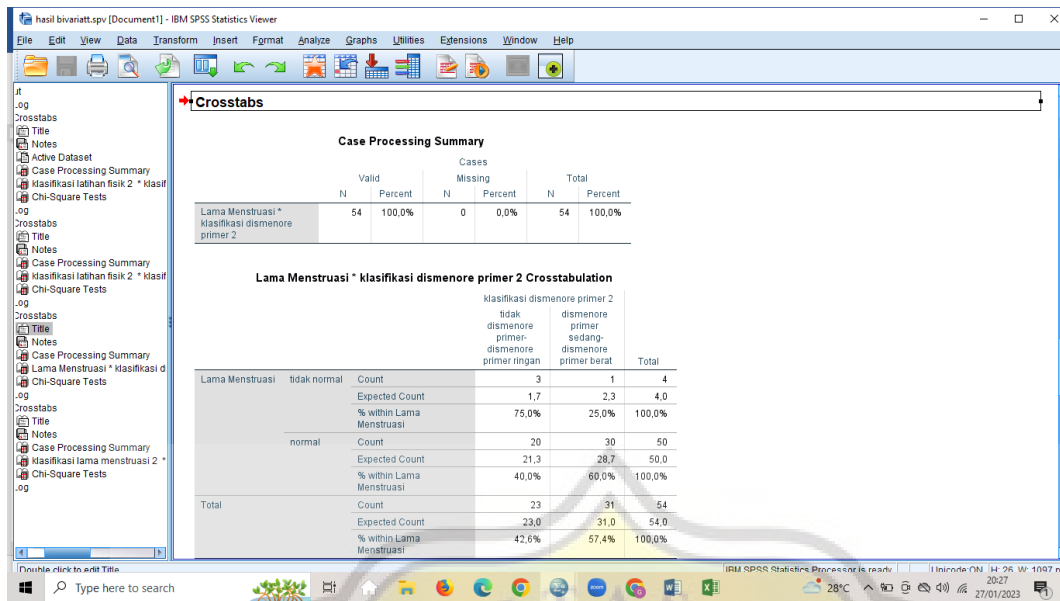 hasil bivariatt.spv [Document1] - IBM SPSS Statistics Viewer
File Edit View Data Transform Insert Format Analyze Graphs Utilities Extensions Window Help
ut
.og
Crosstabs
Title
Notes
Active Dataset
Case Processing Summary
klasifikasi latihan fisik 2 * klasif
Chi-Square Tests
.og
Crosstabs
Title
Notes
Case Processing Summary
klasifikasi latihan fisik 2 * klasif
Chi-Square Tests
.og
Crosstabs
Title
Notes
Case Processing Summary
Lama Menstruasi * klasifikasi d
Chi-Square Tests
.og
Crosstabs
Title
Notes
Case Processing Summary
klasifikasi lama menstruasi 2 *
Chi-Square Tests
.og
Crosstabs
Case Processing Summary
Cases
Valid Missing Total
N Percent N Percent N Percent
Lama Menstruasi * 54 100,0% 0 0,0% 54 100,0%
klasifikasi dismenore
primer 2
Lama Menstruasi * klasifikasi dismenore primer 2 Crosstabulation
klasifikasi dismenore primer 2
tidak dismenore
dismenore primer
primer- sedang-
dismenore dismenore
primer ringan primer berat Total
Lama Menstruasi tidak normal Count 3 1 4
Expected Count 1,7 2,3 4,0
% within Lama 75,0% 25,0% 100,0%
Menstruasi
normal Count 20 30 50
Expected Count 21,3 28,7 50,0
% within Lama 40,0% 60,0% 100,0%
Menstruasi
Total Count 23 31 54
Expected Count 23,0 31,0 54,0
% within Lama 42,6% 57,4% 100,0%
Menstruasi
Double click to edit Title IBM SPSS Statistics Processor is ready Unicode:ON H: 26, W: 1097
Type here to search 28°C 20:27
27/01/2023